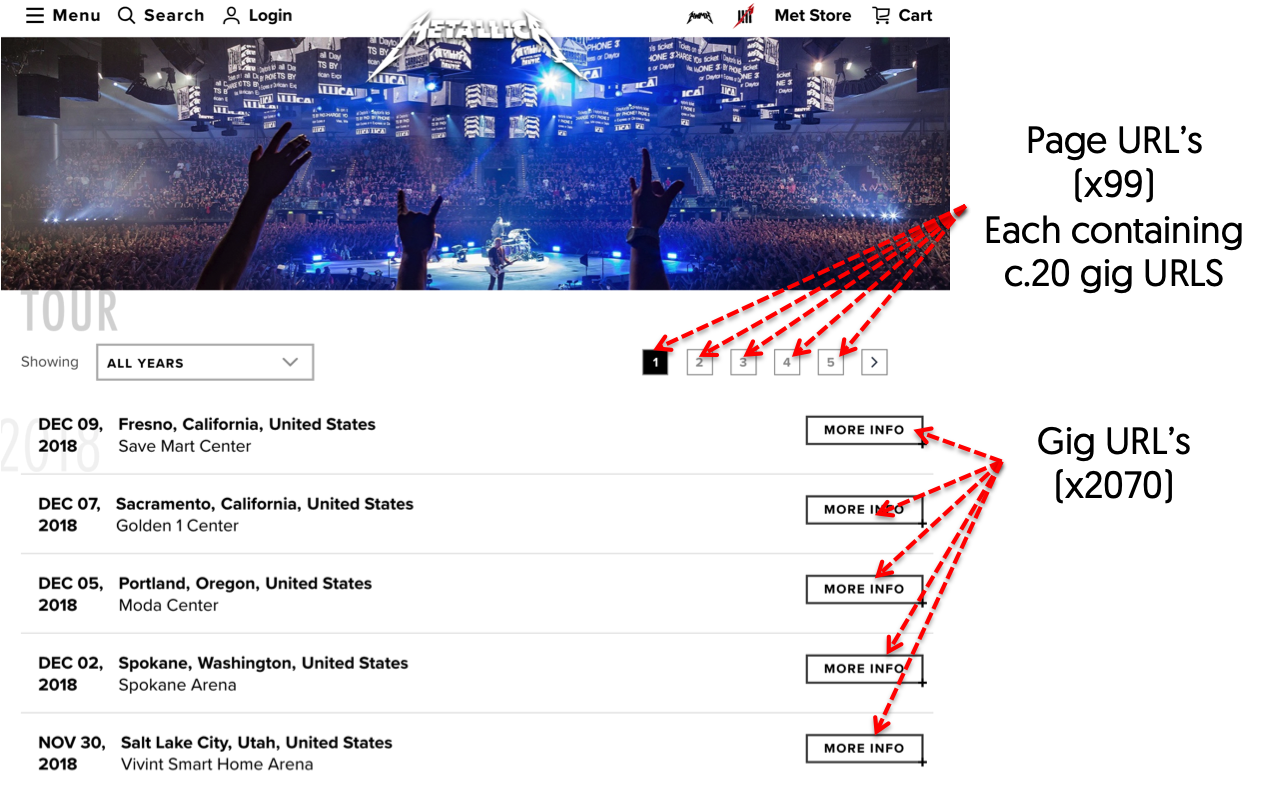 Menu Search Login
METALLICA
Met Store Cart
TOUR
Showing ALL YEARS
1 2 3 4 5 >
2018
DEC 09, 2018 Fresno, California, United States
Save Mart Center
MORE INFO
DEC 07, 2018 Sacramento, California, United States
Golden 1 Center
MORE INFO
DEC 05, 2018 Portland, Oregon, United States
Moda Center
MORE INFO
DEC 02, 2018 Spokane, Washington, United States
Spokane Arena
MORE INFO
NOV 30, 2018 Salt Lake City, Utah, United States
Vivint Smart Home Arena
MORE INFO
Page URL’s
(x99)
Each containing
c.20 gig URLS
Gig URL’s
(x2070)